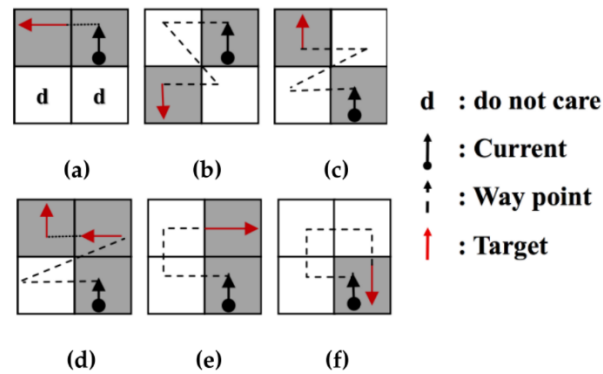 d d
(a) (b) (c)
d : do not care
: Current
: Way point
: Target
(d) (e) (f)